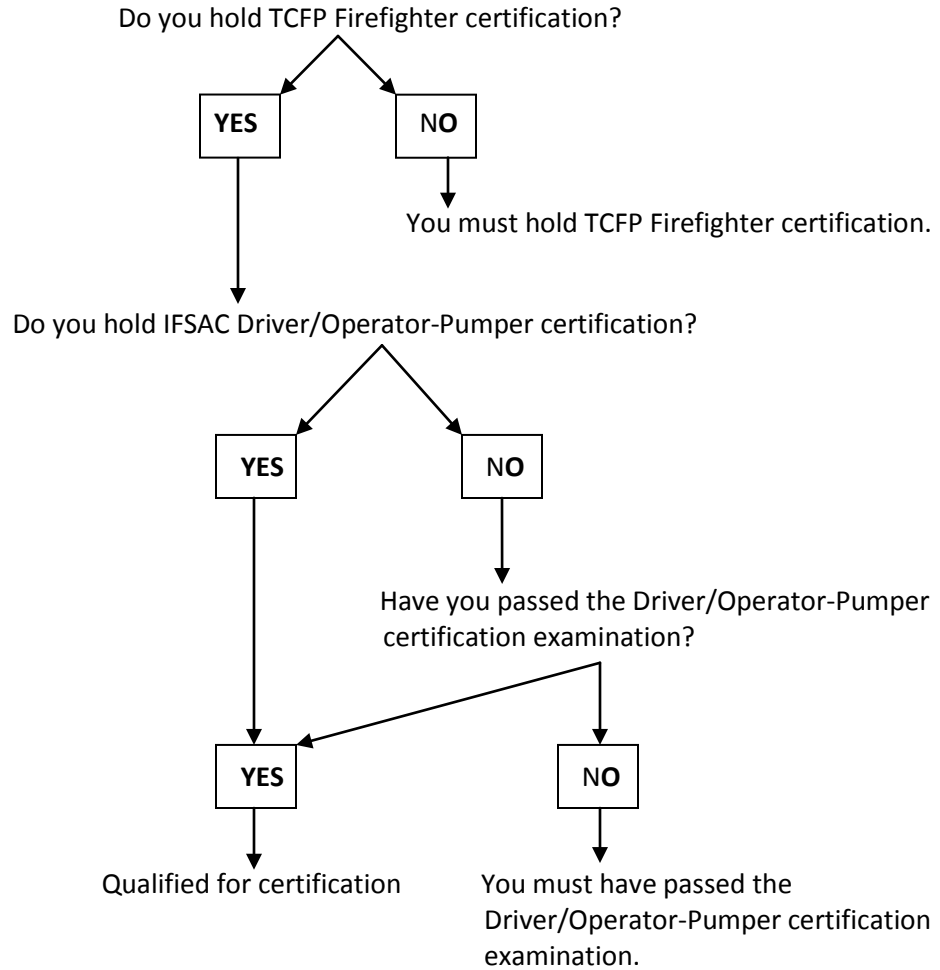 Do you hold TCFP Firefighter certification?
YES
NO
You must hold TCFP Firefighter certification.
Do you hold IFSAC Driver/Operator-Pumper certification?
YES
NO
Have you passed the Driver/Operator-Pumper
certification examination?
YES
NO
Qualified for certification
You must have passed the
Driver/Operator-Pumper certification
examination.